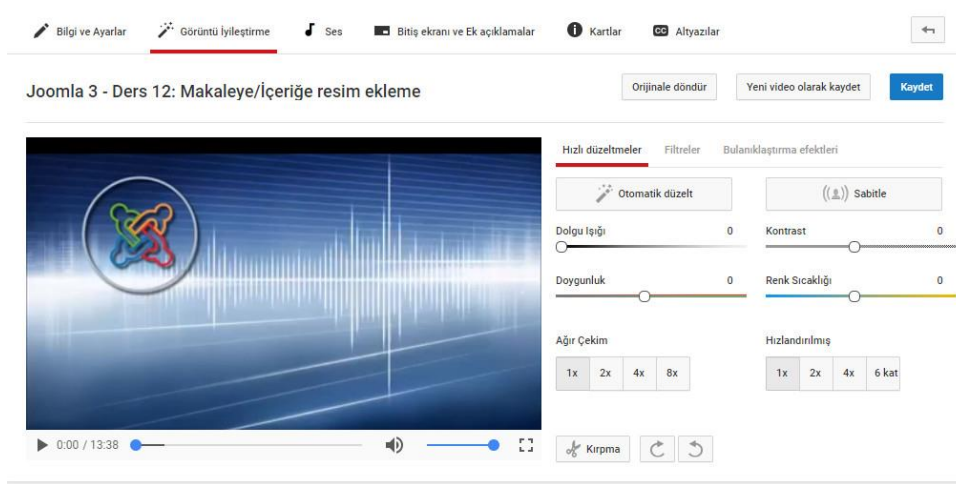 Bilgi ve Ayarlar Görüntü İyileştirme Ses Bitiş ekranı ve Ek açıklamalar Kartlar CC Altyazılar
Joomla 3 - Ders 12: Makaleye/İçeriğe resim ekleme Orijinale döndür Yeni video olarak kaydet Kaydet
Hızlı düzeltmeler Filtreler Bulanıklaştırma efektleri
Otomatik düzelt Sabitle
Dolgu Işığı 0 Kontrast 0
Doygunluk 0 Renk Sıcaklığı 0
Ağır Çekim Hızlandırılmış
1x 2x 4x 8x 1x 2x 4x 6 kat
0:00 / 13:38 Kırpma